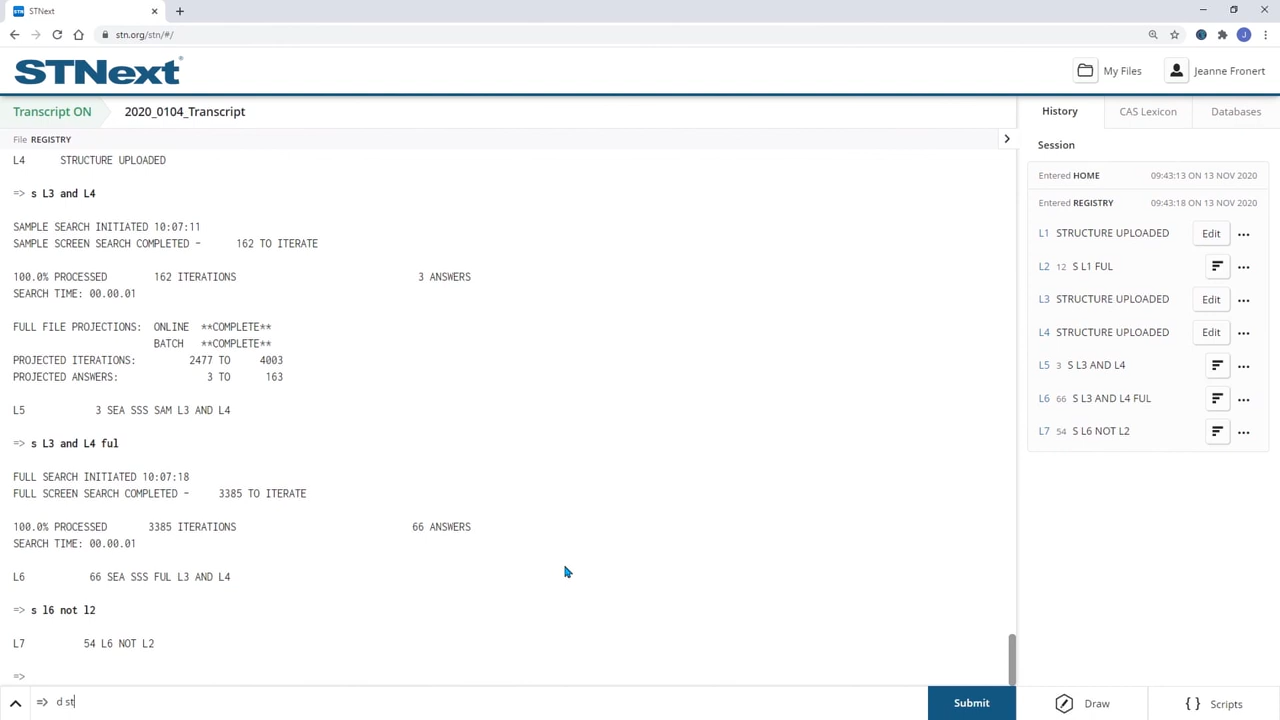 STNext
stn.org/stn/#/
STNext
My Files
Jeanne Fronert
Transcript ON
2020_0104_Transcript
History
CAS Lexicon
Databases
File REGISTRY
L4 STRUCTURE UPLOADED
=> s L3 and L4
SAMPLE SEARCH INITIATED 10:07:11
SAMPLE SCREEN SEARCH COMPLETED - 162 TO ITERATE
100.0% PROCESSED 162 ITERATIONS 3 ANSWERS
SEARCH TIME: 00.00.01
FULL FILE PROJECTIONS: ONLINE **COMPLETE**
BATCH **COMPLETE**
PROJECTED ITERATIONS: 2477 TO 4003
PROJECTED ANSWERS: 3 TO 163
L5 3 SEA SSS SAM L3 AND L4
=> s L3 and L4 ful
FULL SEARCH INITIATED 10:07:18
FULL SCREEN SEARCH COMPLETED - 3385 TO ITERATE
100.0% PROCESSED 3385 ITERATIONS 66 ANSWERS
SEARCH TIME: 00.00.01
L6 66 SEA SSS FUL L3 AND L4
=> s l6 not l2
L7 54 L6 NOT L2
=>
=> d st
Submit
Session
Entered HOME 09:43:13 ON 13 NOV 2020
Entered REGISTRY 09:43:18 ON 13 NOV 2020
L1 STRUCTURE UPLOADED Edit
L2 12 S L1 FUL
L3 STRUCTURE UPLOADED Edit
L4 STRUCTURE UPLOADED Edit
L5 3 S L3 AND L4
L6 66 S L3 AND L4 FUL
L7 54 S L6 NOT L2
Draw
{ } Scripts